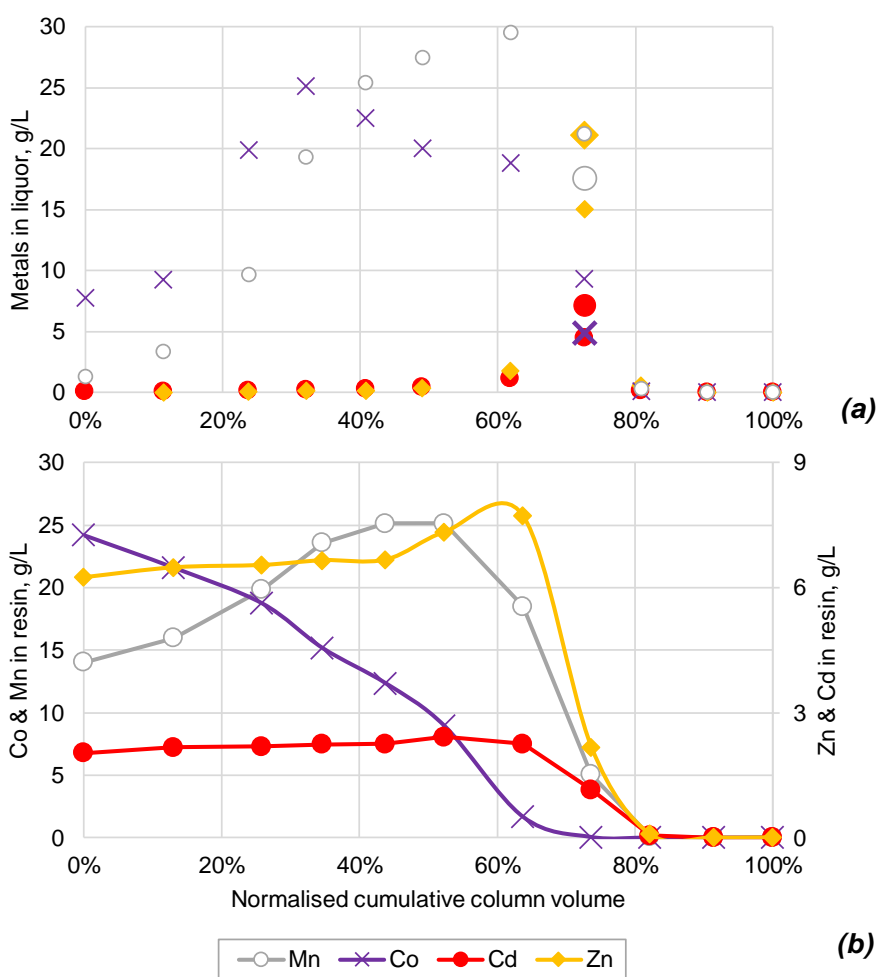 30
25
20
15
10
5
0
Metals in liquor, g/L
0% 20% 40% 60% 80% 100%
(a)
30
25
20
15
10
5
0
Co & Mn in resin, g/L
9
6
3
0
Zn & Cd in resin, g/L
0% 20% 40% 60% 80% 100%
Normalised cumulative column volume
(b)
Mn Co Cd Zn